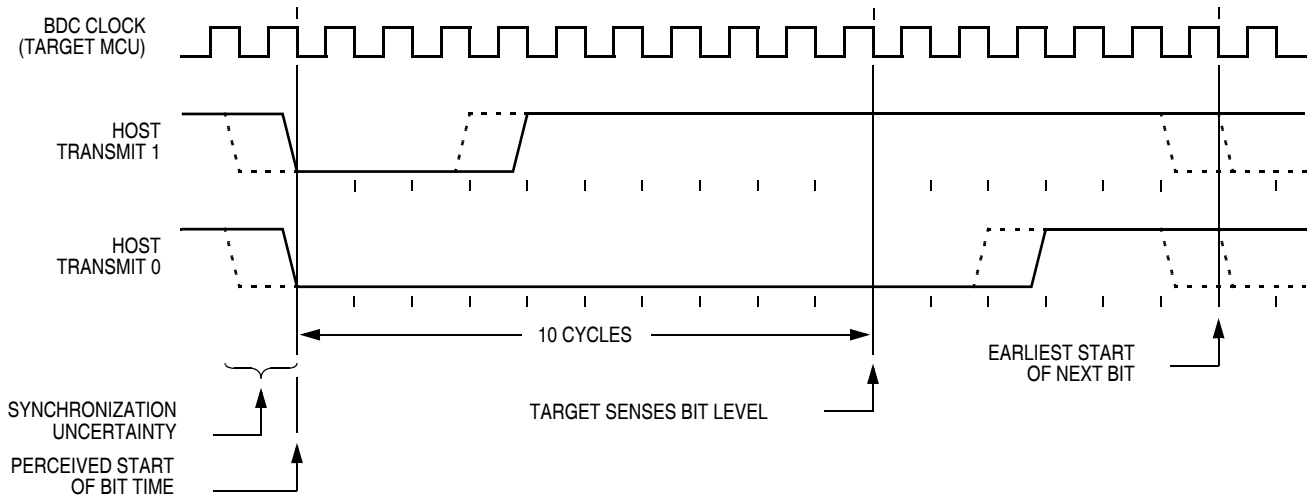 BDC CLOCK
(TARGET MCU)
HOST
TRANSMIT 1
HOST
TRANSMIT 0
10 CYCLES
EARLIEST START
OF NEXT BIT
TARGET SENSES BIT LEVEL
SYNCHRONIZATION
UNCERTAINTY
PERCEIVED START
OF BIT TIME